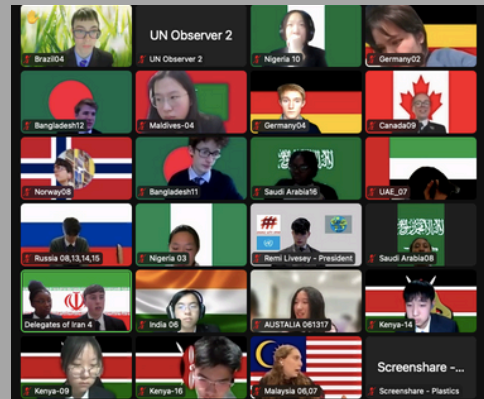 Brazil04
UN Observer 2
UN Observer 2
Nigeria 10
Germany02
Bangladesh12
Maldives-04
Germany04
Canada09
Norway08
Bangladesh11
Saudi Arabia16
UAE_07
Russia 08,13,14,15
Nigeria 03
Remi Livesey - President
Saudi Arabia08
Delegates of Iran 4
India 06
AUSTALIA 061317
Kenya-14
Kenya-09
Kenya-16
Malaysia 06,07
Screenshare -...
Screenshare - Plastics